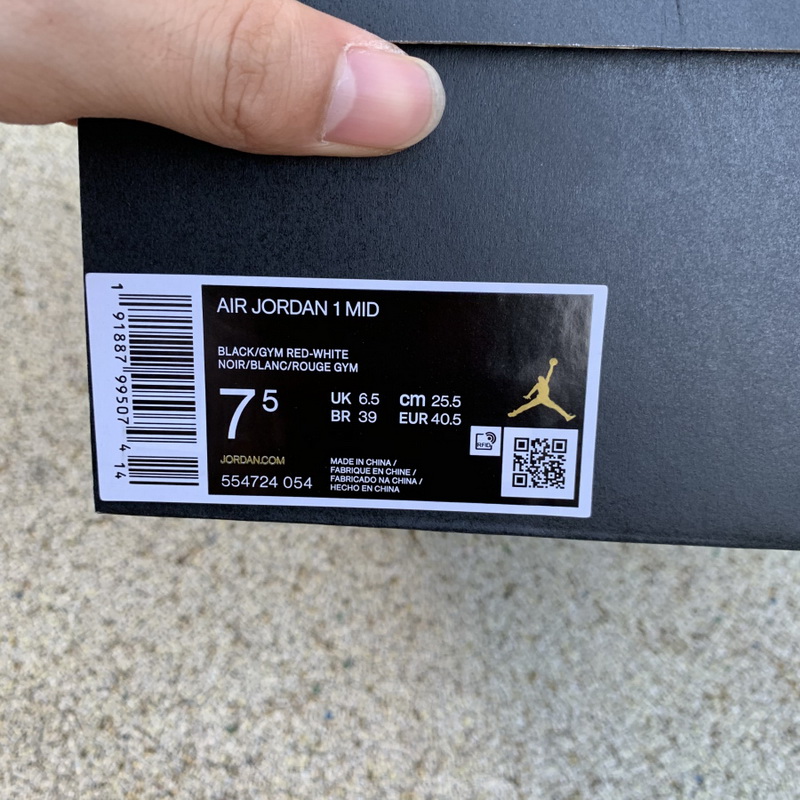 AIR JORDAN 1 MID
BLACK/GYM RED-WHITE
NOIR/BLANC/ROUGE GYM
7 5
UK 6.5 cm 25.5
BR 39 EUR 40.5
RFID
JORDAN.COM
554724 054
MADE IN CHINA /
FABRIQUE EN CHINE /
FABRICADO NA CHINA /
HECHO EN CHINA
1 91887 99507 4 14